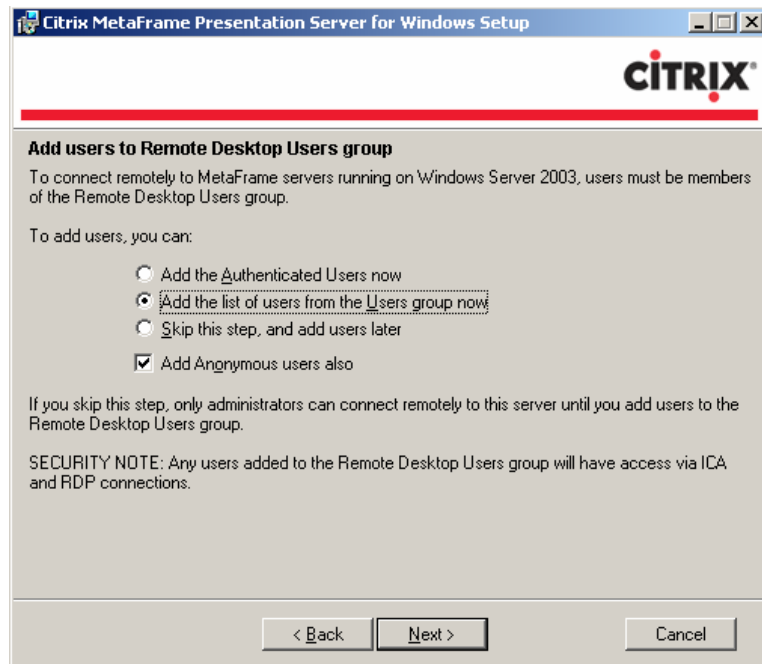 Citrix MetaFrame Presentation Server for Windows Setup
CITRIX®
Add users to Remote Desktop Users group
To connect remotely to MetaFrame servers running on Windows Server 2003, users must be members
of the Remote Desktop Users group.
To add users, you can:
Add the Authenticated Users now
Add the list of users from the Users group now
Skip this step, and add users later
Add Anonymous users also
If you skip this step, only administrators can connect remotely to this server until you add users to the
Remote Desktop Users group.
SECURITY NOTE: Any users added to the Remote Desktop Users group will have access via ICA
and RDP connections.
< Back
Next >
Cancel